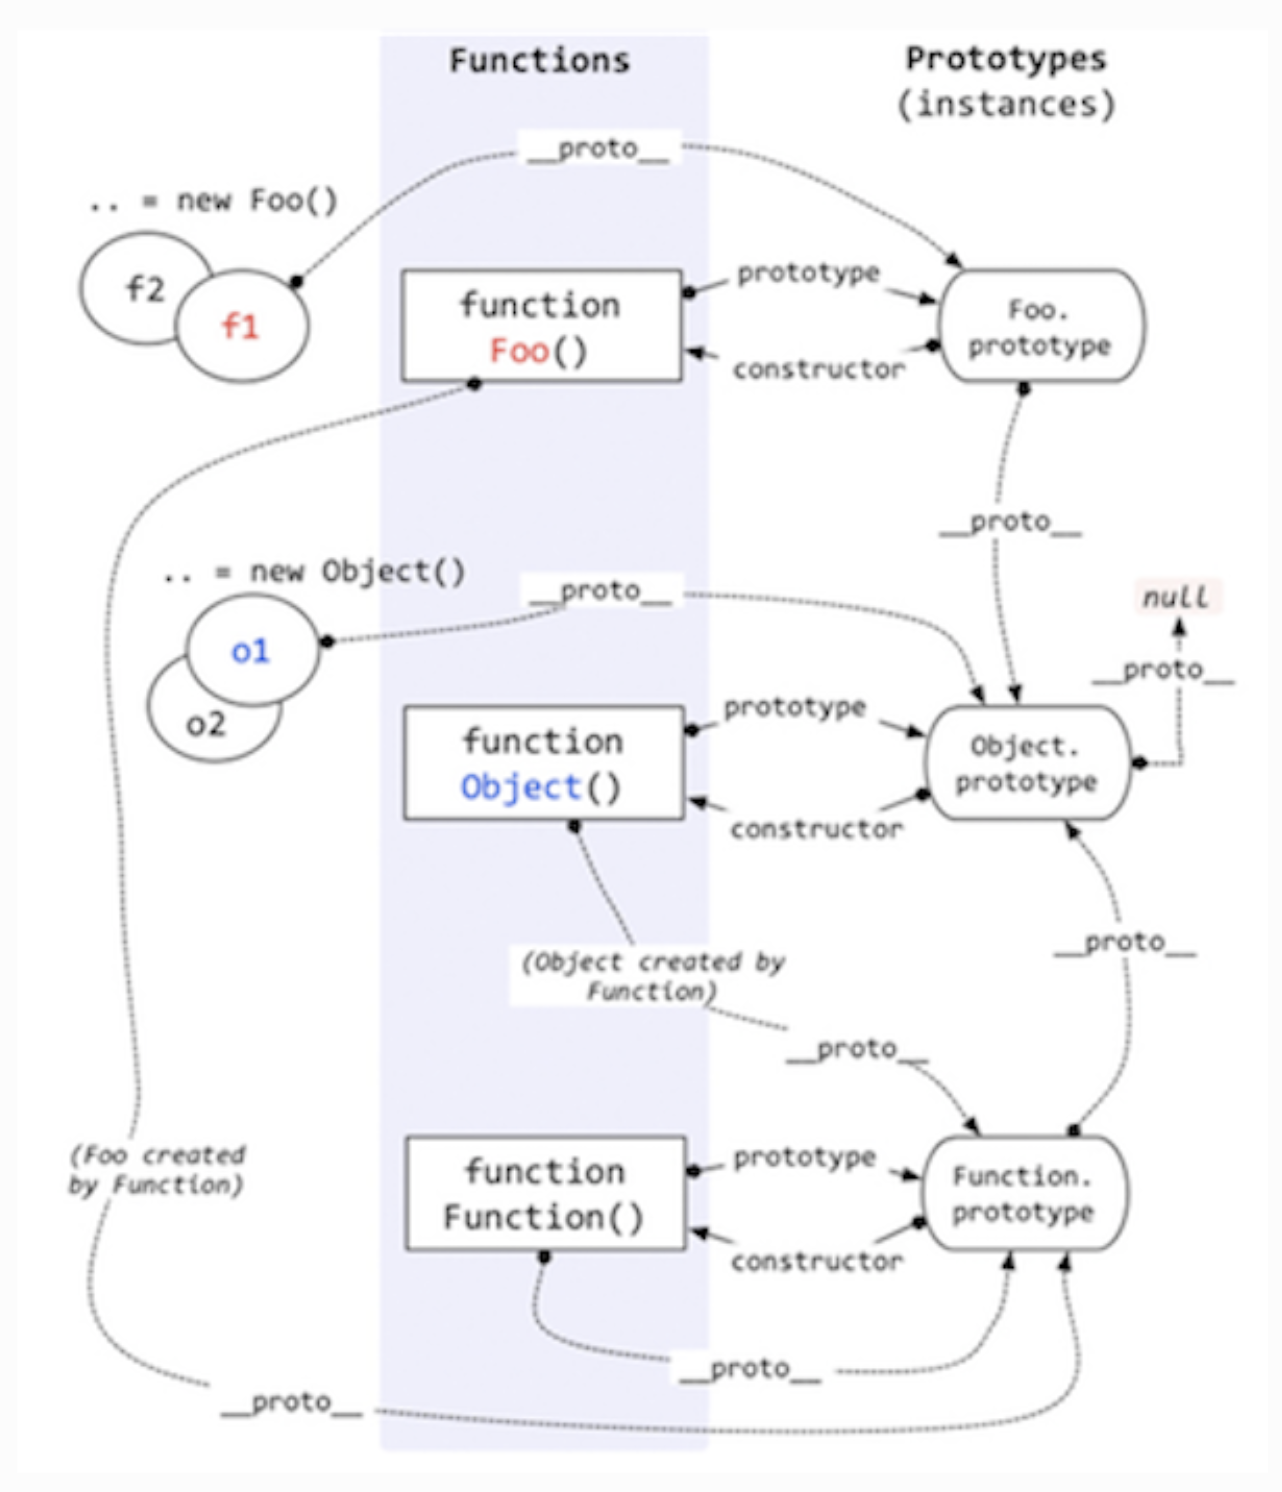 Functions
Prototypes
(instances)
__proto__
.. = new Foo()
f2
f1
function
Foo()
prototype
constructor
Foo.
prototype
__proto__
.. = new Object()
__proto__
null
__proto__
o1
o2
function
Object()
prototype
constructor
Object.
prototype
(Object created by
Function)
__proto__
__proto__
(Foo created
by Function)
function
Function()
prototype
constructor
Function.
prototype
__proto__
__proto__